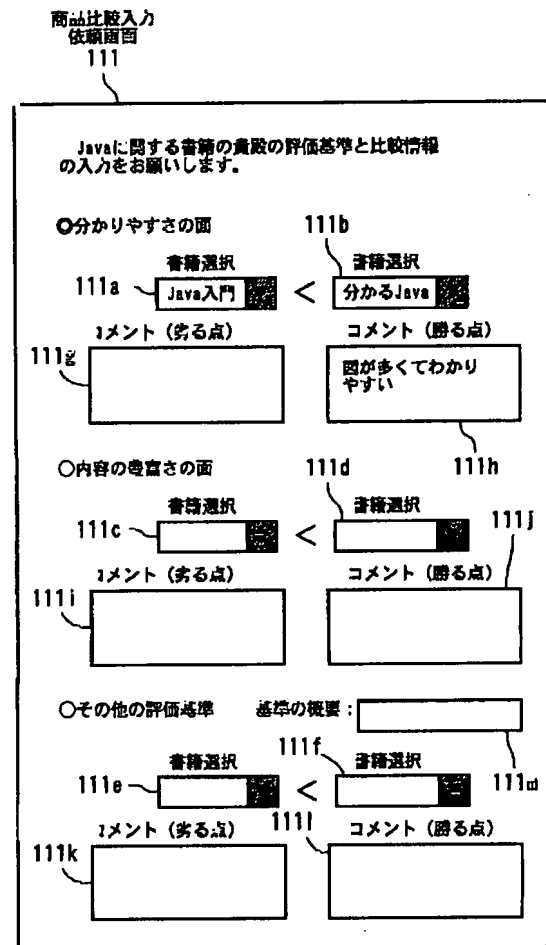 商品比較入力
依頼画面
111
Javaに関する書籍の貴殿の評価基準と比較情報
の入力をお願いします。
◎分かりやすさの面
111b
書籍選択 書籍選択
111a Java入門 < 分かるJava
コメント(劣る点) コメント(勝る点)
111g
図が多くてわかり
やすい
111h
○内容の豊富さの面
111d
書籍選択 書籍選択
111c < 111j
コメント(劣る点) コメント(勝る点)
111i
○その他の評価基準 基準の概要:
書籍選択 111f 書籍選択
111e < 111m
コメント(劣る点) 111l コメント(勝る点)
111k